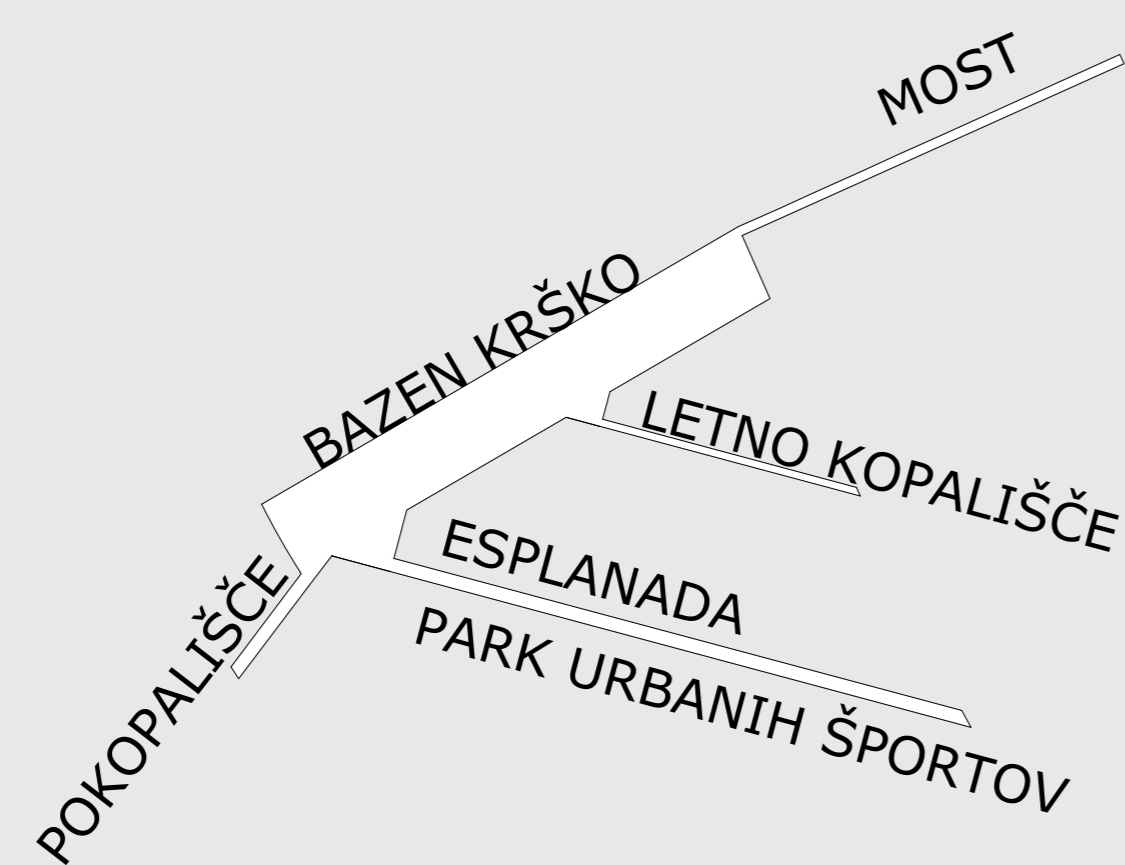 MOST
BAZEN KRŠKO
LETNO KOPALIŠČE
ESPLANADA
PARK URBANIH ŠPORTOV
POKOPALIŠČE